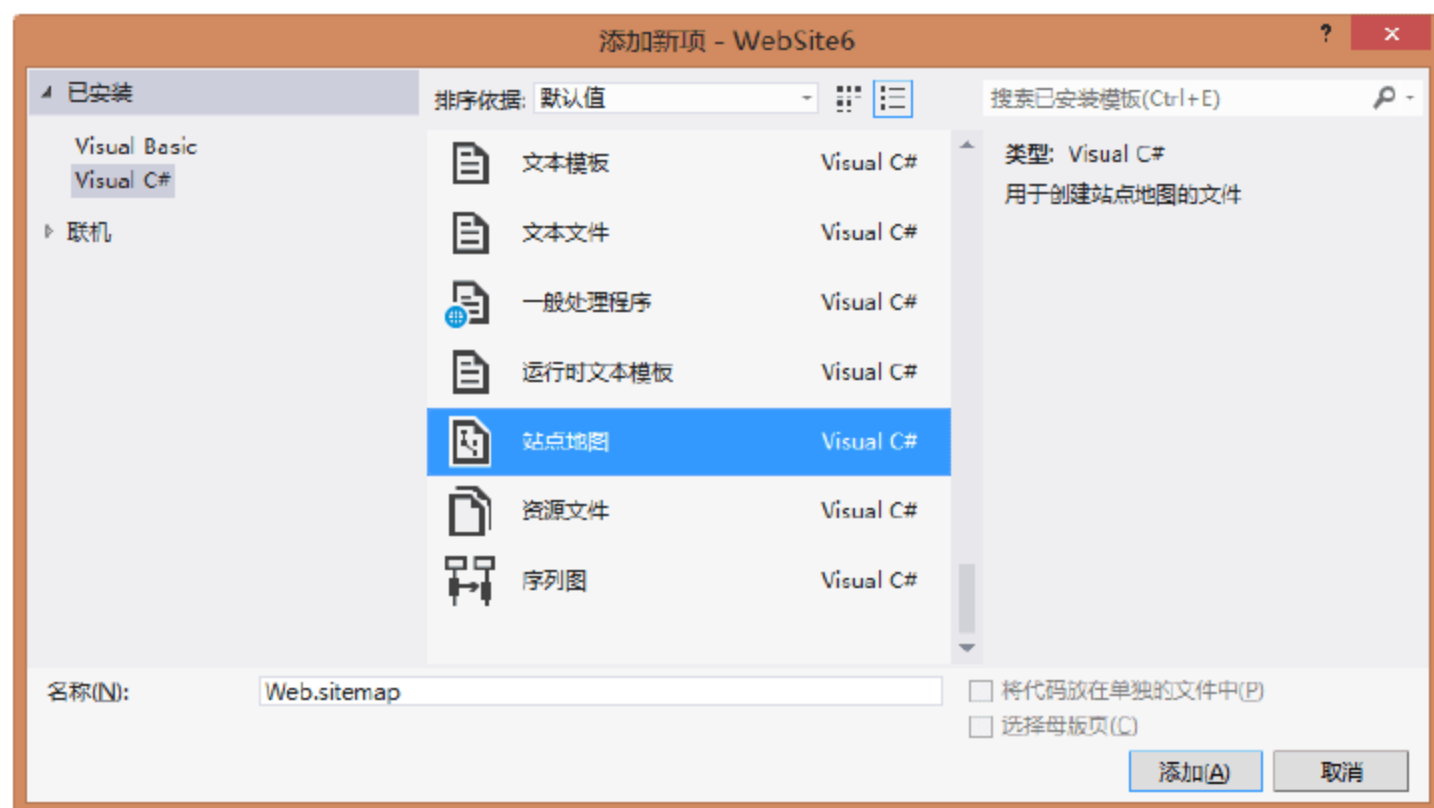 添加新项 - WebSite6
?
已安装
Visual Basic
Visual C#
联机
排序依据: 默认值
文本模板 Visual C#
文本文件 Visual C#
一般处理程序 Visual C#
运行时文本模板 Visual C#
站点地图 Visual C#
资源文件 Visual C#
序列图 Visual C#
搜索已安装模板(Ctrl+E)
类型: Visual C#
用于创建站点地图的文件
名称(N): Web.sitemap
将代码放在单独的文件中(P)
选择母版页(C)
添加(A) 取消